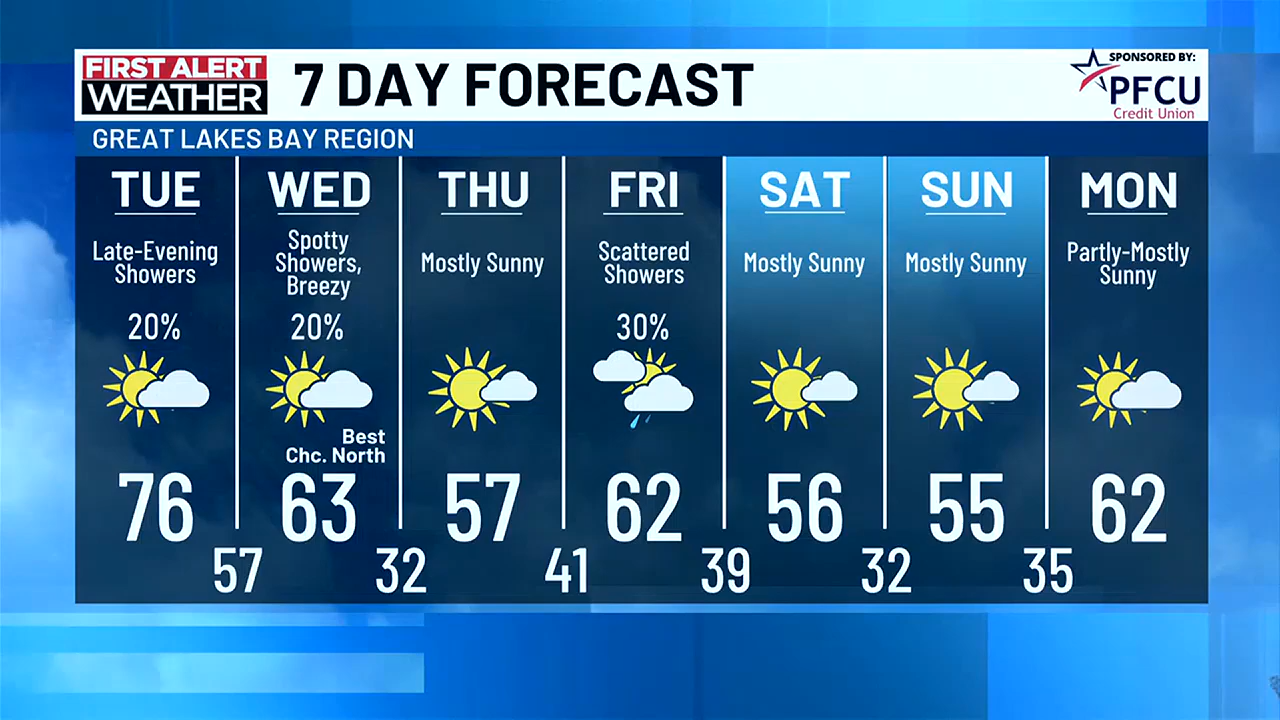 FIRST ALERT
WEATHER
7 DAY FORECAST
SPONSORED BY:
PFCU
Credit Union
GREAT LAKES BAY REGION
TUE
Late-Evening
Showers
20%
76
57
WED
Spotty
Showers,
Breezy
20%
Best
Chc. North
63
32
THU
Mostly Sunny
57
41
FRI
Scattered
Showers
30%
62
39
SAT
Mostly Sunny
56
32
SUN
Mostly Sunny
55
35
MON
Partly-Mostly
Sunny
62